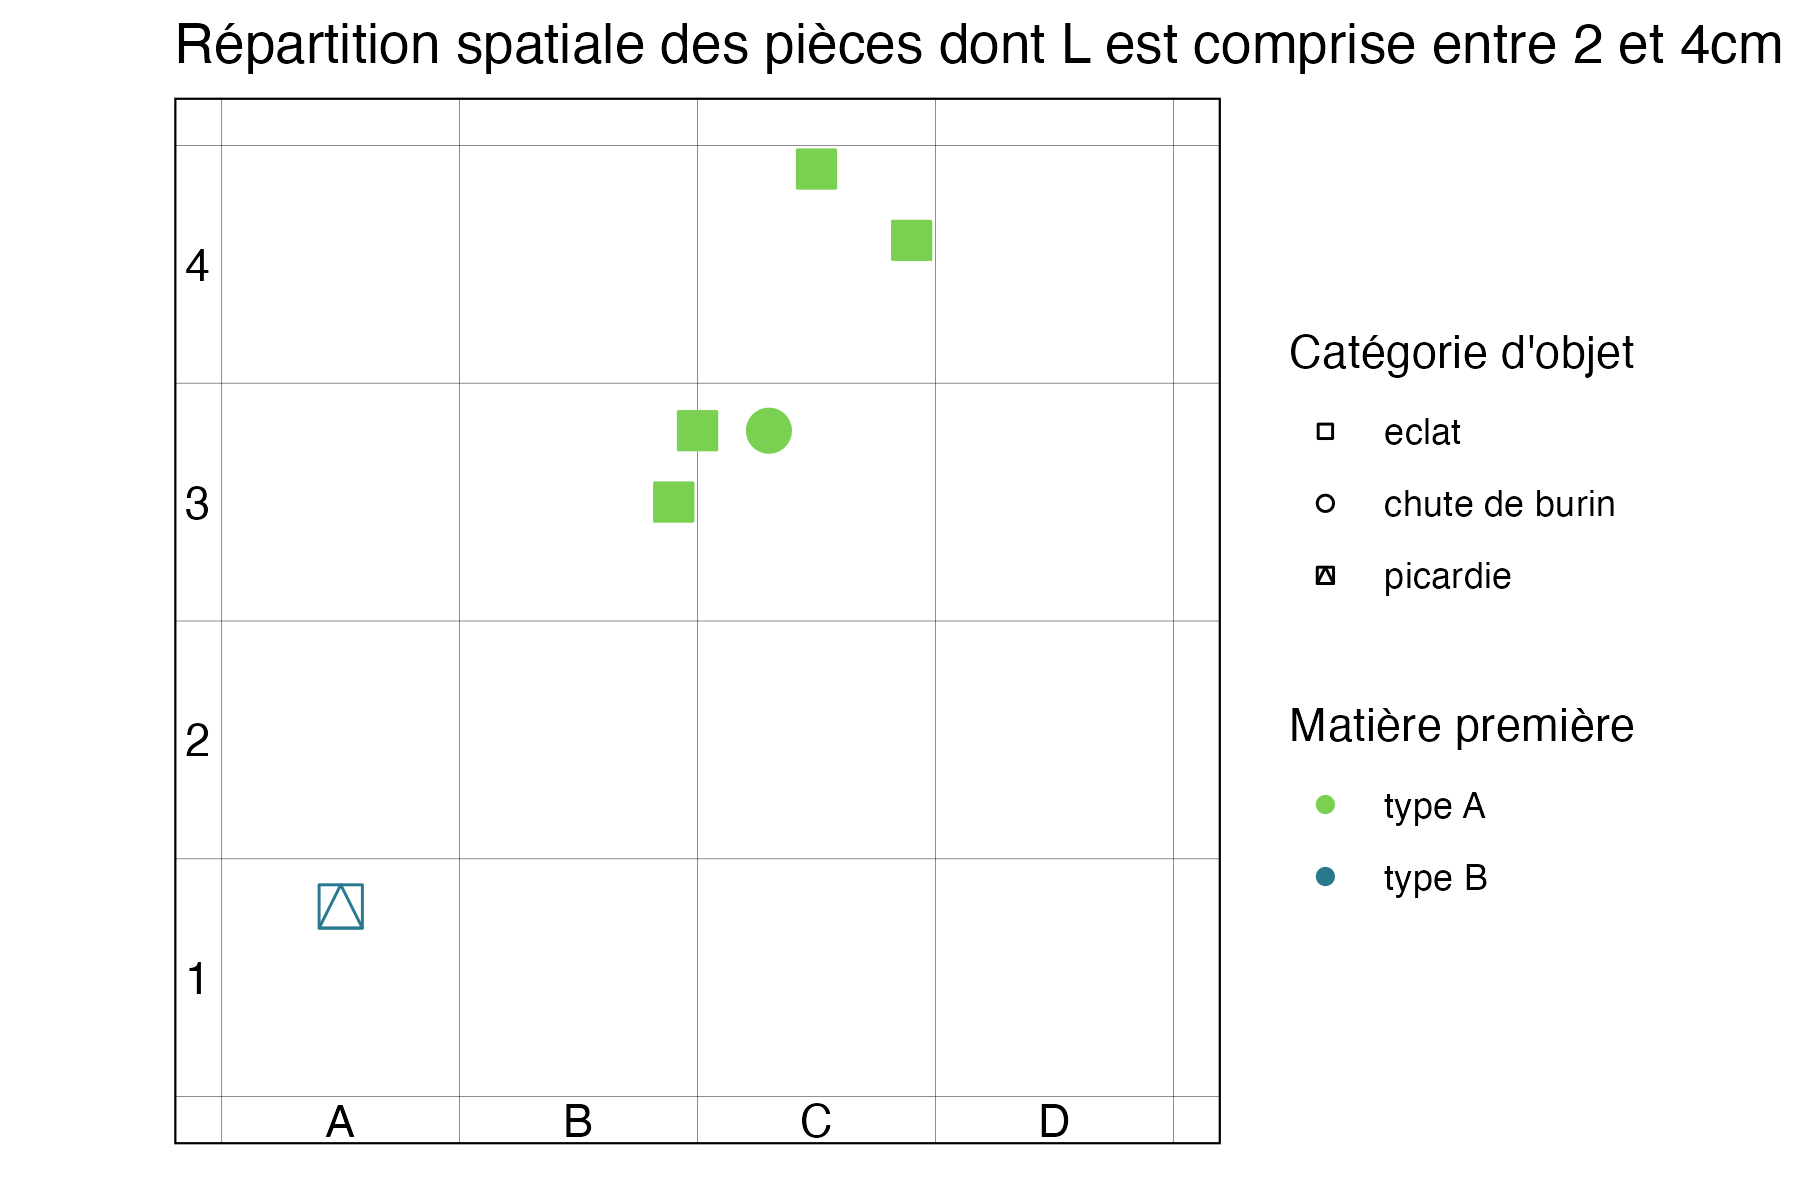 Répartition spatiale des pièces dont L est comprise entre 2 et 4cm
4
3
2
1
A B C D
Catégorie d'objet
eclat
chute de burin
picardie
Matière première
type A
type B